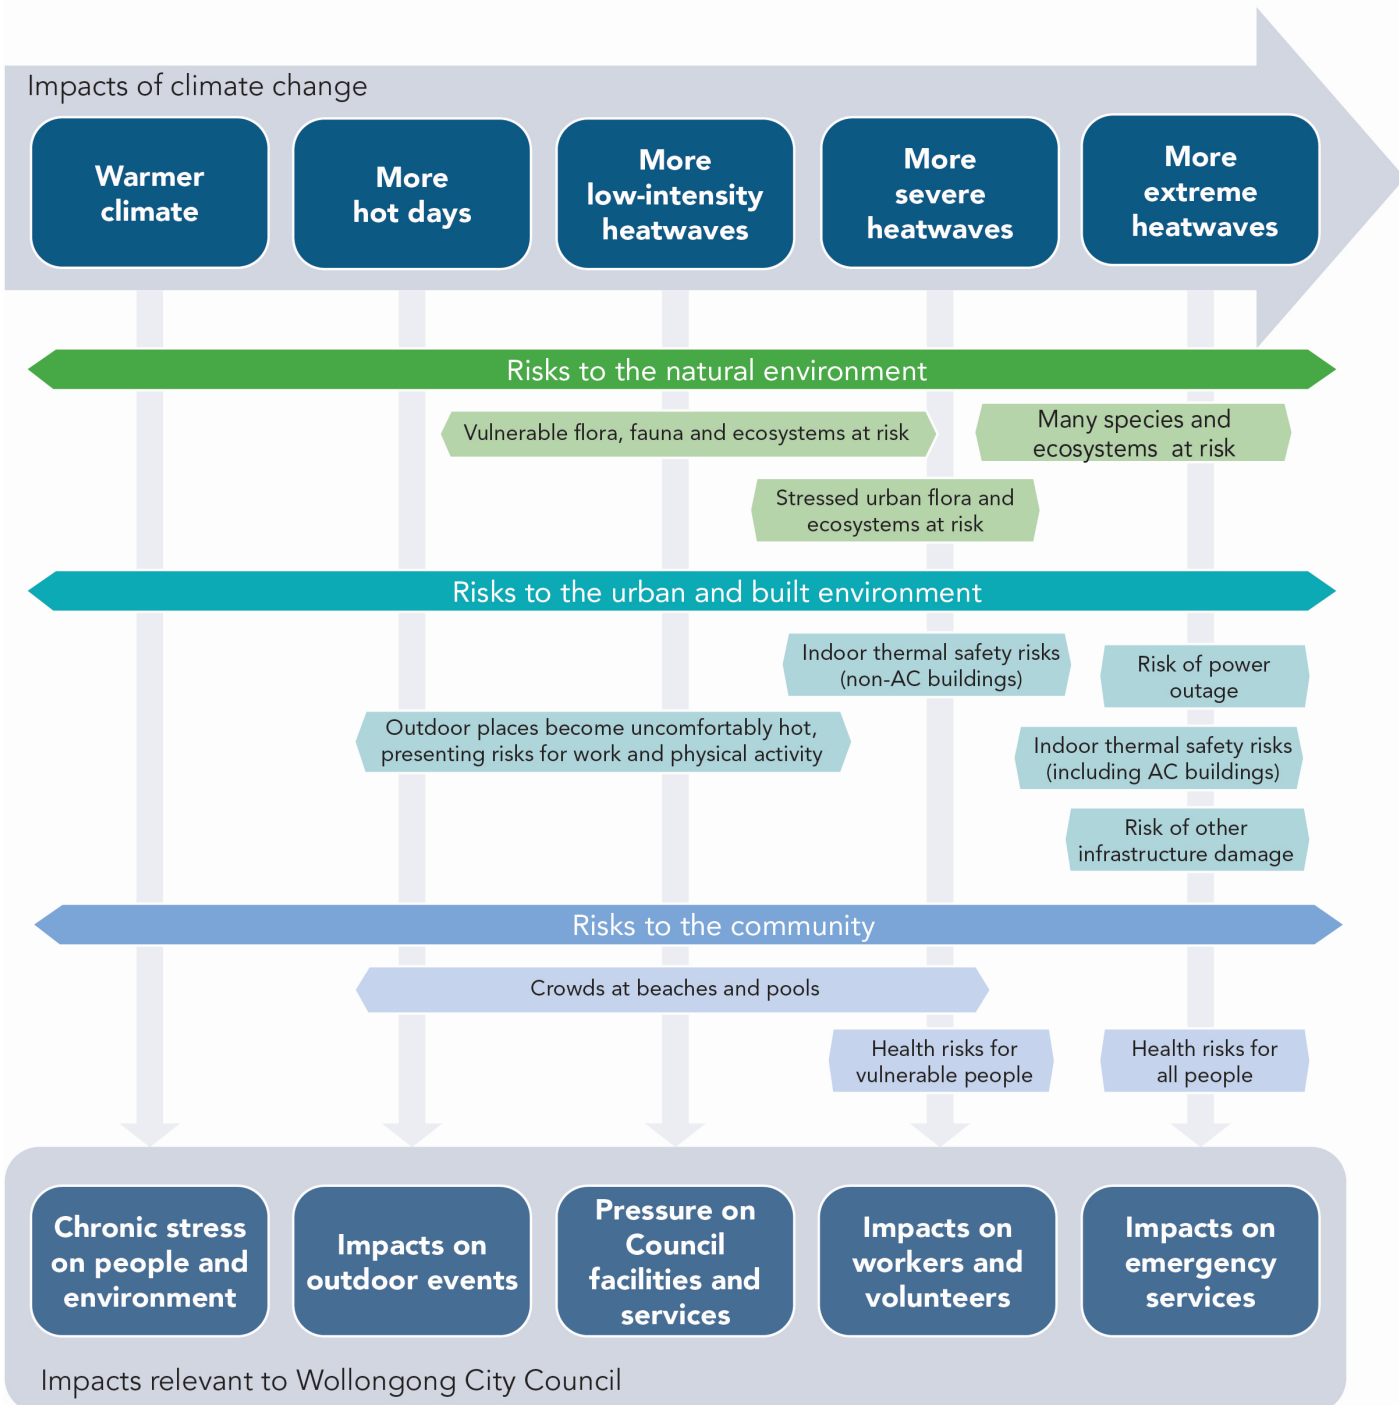 Impacts of climate change
Warmer
climate
More
hot days
More
low-intensity
heatwaves
More
severe
heatwaves
More
extreme
heatwaves
Risks to the natural environment
Vulnerable flora, fauna and ecosystems at risk
Many species and
ecosystems at risk
Stressed urban flora and
ecosystems at risk
Risks to the urban and built environment
Indoor thermal safety risks
(non-AC buildings)
Risk of power
outage
Outdoor places become uncomfortably hot,
presenting risks for work and physical activity
Indoor thermal safety risks
(including AC buildings)
Risk of other
infrastructure damage
Risks to the community
Crowds at beaches and pools
Health risks for
vulnerable people
Health risks for
all people
Chronic stress
on people and
environment
Impacts on
outdoor events
Pressure on
Council
facilities and
services
Impacts on
workers and
volunteers
Impacts on
emergency
services
Impacts relevant to Wollongong City Council